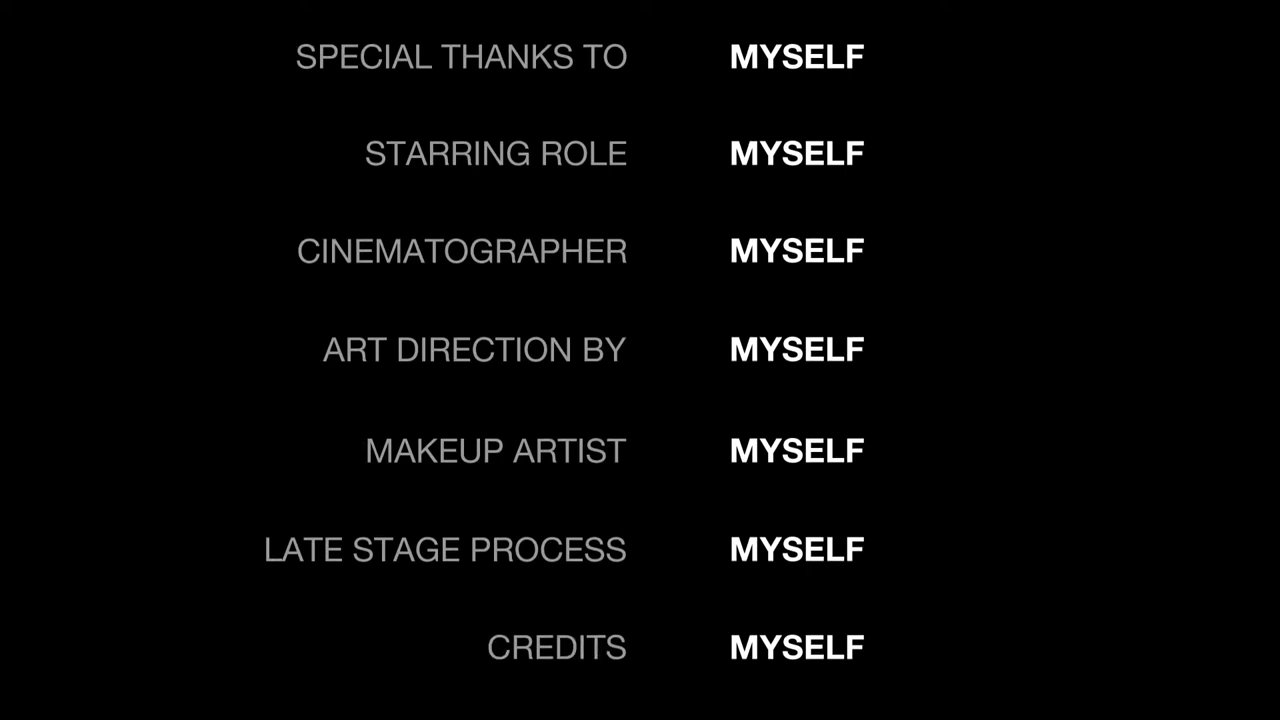 SPECIAL THANKS TO MYSELF
STARRING ROLE MYSELF
CINEMATOGRAPHER MYSELF
ART DIRECTION BY MYSELF
MAKEUP ARTIST MYSELF
LATE STAGE PROCESS MYSELF
CREDITS MYSELF